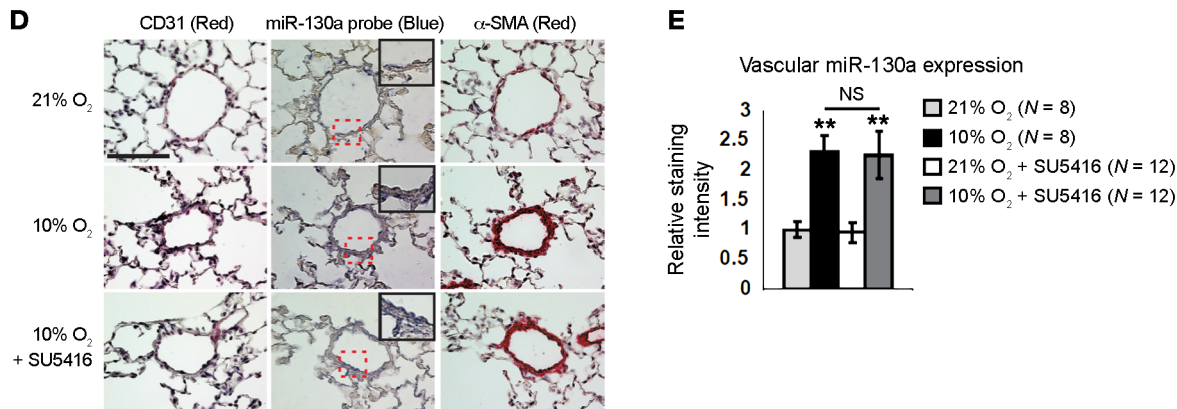 D
CD31 (Red) miR-130a probe (Blue) α-SMA (Red)
21% O₂
10% O₂
10% O₂
+ SU5416
E
Vascular miR-130a expression
Relative staining
intensity
3
2.5
2
1.5
1
0.5
0
NS
** **
21% O₂ (N = 8)
10% O₂ (N = 8)
21% O₂ + SU5416 (N = 12)
10% O₂ + SU5416 (N = 12)